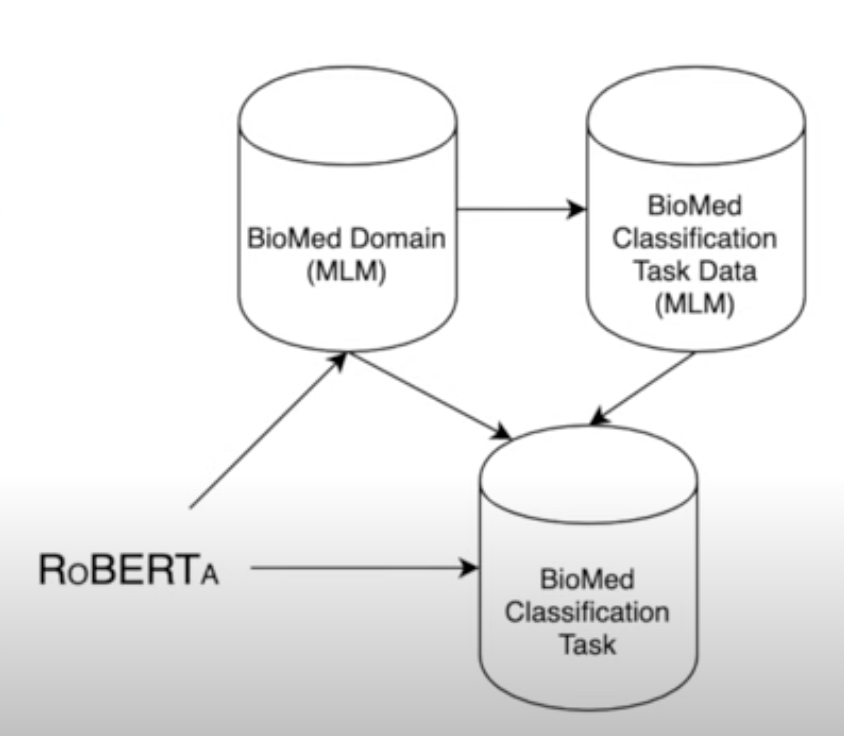 BioMed Domain
(MLM)
BioMed
Classification
Task Data
(MLM)
RoBERTa
BioMed
Classification
Task